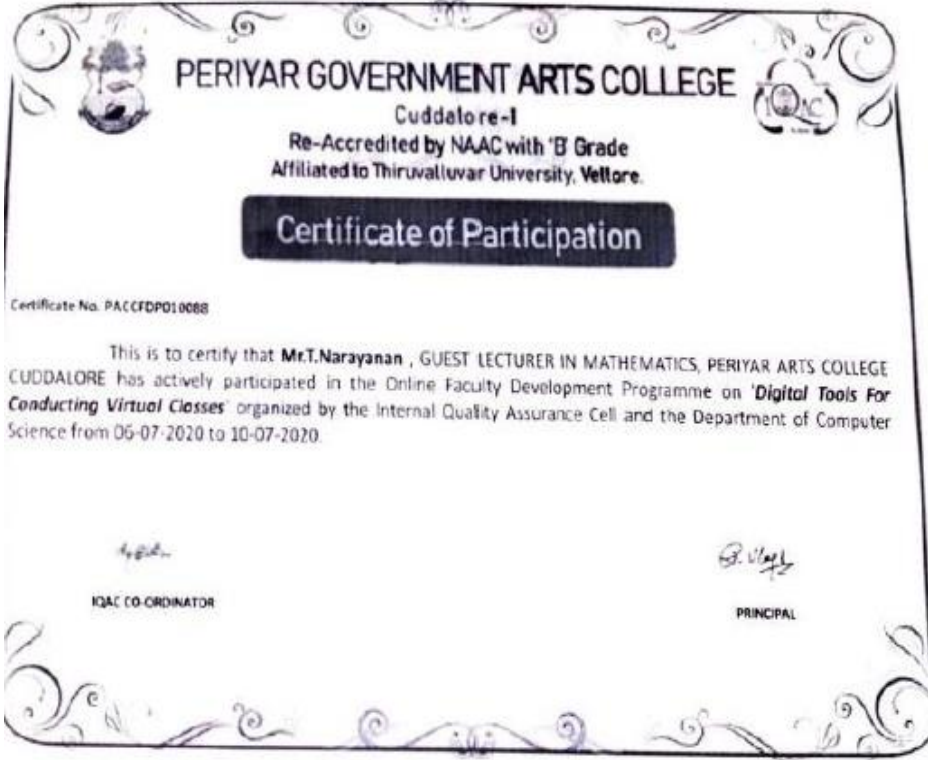 PERIYAR GOVERNMENT ARTS COLLEGE
IQAC
Cuddalore-1
Re-Accredited by NAAC with 'B' Grade
Affiliated to Thiruvalluvar University, Vellore.
Certificate of Participation
Certificate No. PACCFDP010088
This is to certify that Mr.T.Narayanan , GUEST LECTURER IN MATHEMATICS, PERIYAR ARTS COLLEGE
CUDDALORE has actively participated in the Online Faculty Development Programme on 'Digital Tools For
Conducting Virtual Classes' organized by the Internal Quality Assurance Cell and the Department of Computer
Science from 06-07-2020 to 10-07-2020.
IQAC CO-ORDINATOR
PRINCIPAL